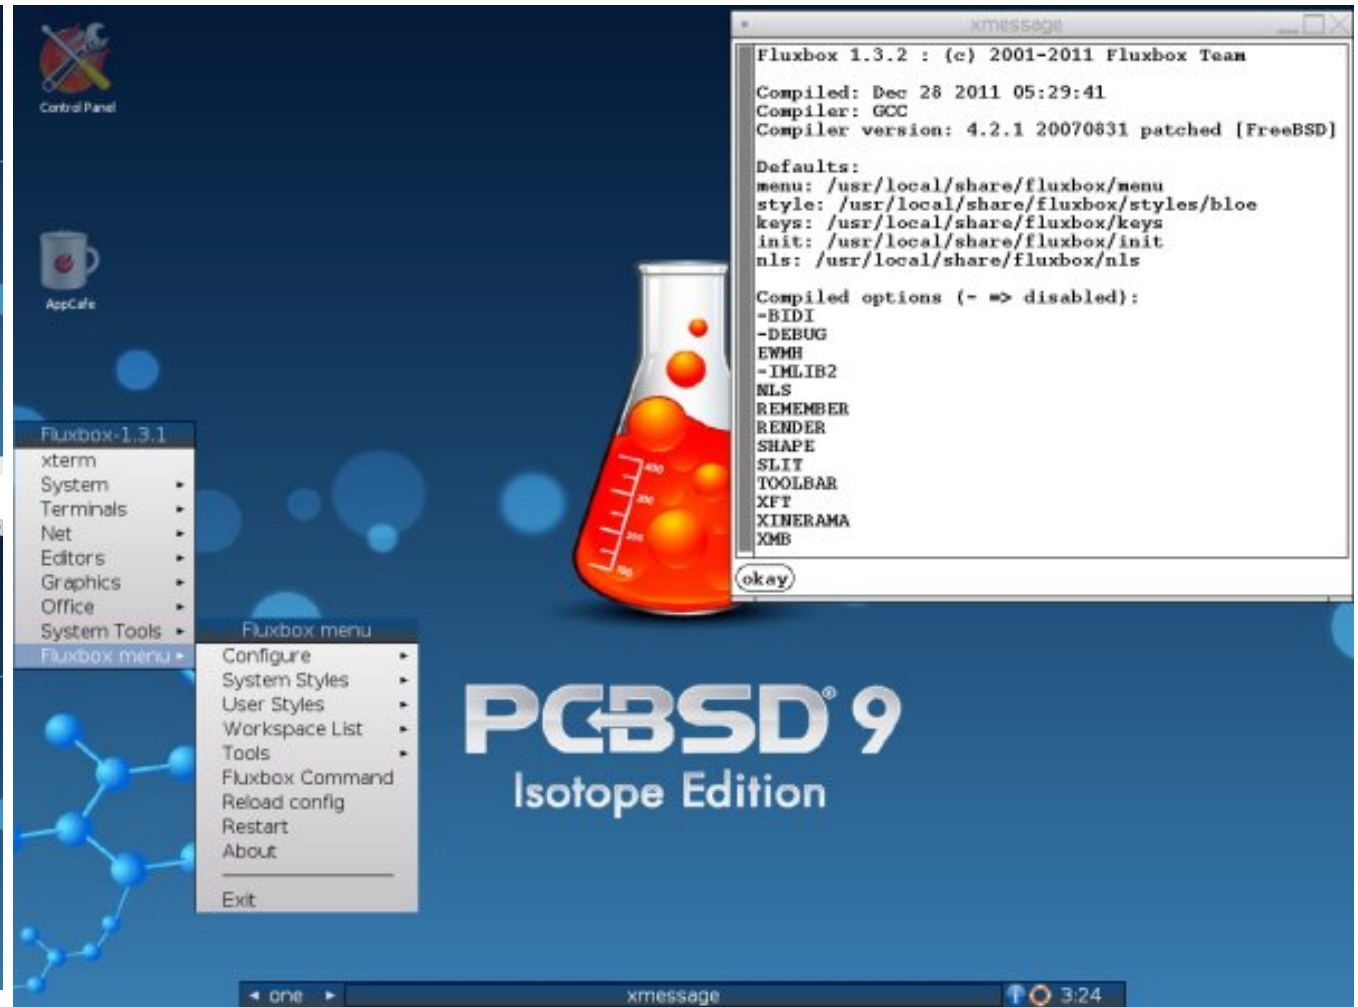 Control Panel
AppCafe
xmessage
Fluxbox 1.3.2 : (c) 2001-2011 Fluxbox Team
Compiled: Dec 28 2011 05:29:41
Compiler: GCC
Compiler version: 4.2.1 20070831 patched [FreeBSD]
Defaults:
menu: /usr/local/share/fluxbox/menu
style: /usr/local/share/fluxbox/styles/bloe
keys: /usr/local/share/fluxbox/keys
init: /usr/local/share/fluxbox/init
nls: /usr/local/share/fluxbox/nls
Compiled options (- => disabled):
-BIDI
-DEBUG
EWMH
-IMLIB2
NLS
REMEMBER
RENDER
SHAPE
SLIT
TOOLBAR
XFT
XINERAMA
XMB
okay
400
300
200
100
Fluxbox-1.3.1
xterm
System
Terminals
Net
Editors
Graphics
Office
System Tools
Fluxbox menu
Fluxbox menu
Configure
System Styles
User Styles
Workspace List
Tools
Fluxbox Command
Reload config
Restart
About
Exit
PCBSD® 9
Isotope Edition
one
xmessage
3:24